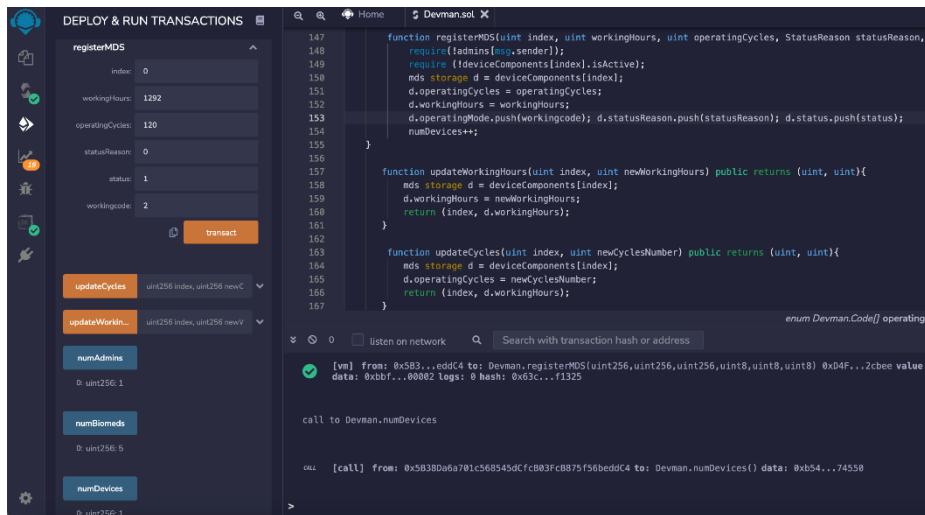 DEPLOY & RUN TRANSACTIONS
registerMDS
index: 0
workingHours: 1292
operatingCycles: 120
statusReason: 0
status: 1
workingcode: 2
transact
updateCycles uint256 index, uint256 newC
updateWorkin... uint256 index, uint256 newV
numAdmins
0: uint256: 1
numBiomeds
0: uint256: 5
numDevices
0: uint256: 1
19
Home Devman.sol
147 function registerMDS(uint index, uint workingHours, uint operatingCycles, StatusReason statusReason,
148 require(!admins[msg.sender]);
149 require (!deviceComponents[index].isActive);
150 mds storage d = deviceComponents[index];
151 d.operatingCycles = operatingCycles;
152 d.workingHours = workingHours;
153 d.operatingMode.push(workingcode); d.statusReason.push(statusReason); d.status.push(status);
154 numDevices++;
155 }
156
157 function updateWorkingHours(uint index, uint newWorkingHours) public returns (uint, uint){
158 mds storage d = deviceComponents[index];
159 d.workingHours = newWorkingHours;
160 return (index, d.workingHours);
161 }
162
163 function updateCycles(uint index, uint newCyclesNumber) public returns (uint, uint){
164 mds storage d = deviceComponents[index];
165 d.operatingCycles = newCyclesNumber;
166 return (index, d.workingHours);
167 }
enum Devman.Code[] operating
0 listen on network Search with transaction hash or address
[vm] from: 0x5B3...eddC4 to: Devman.registerMDS(uint256,uint256,uint256,uint8,uint8,uint8) 0xD4F...2cbee value
data: 0xbbf...00002 logs: 0 hash: 0x63c...f1325
call to Devman.numDevices
CALL [call] from: 0x5B38Da6a701c568545dCfcB03FcB875f56beddC4 to: Devman.numDevices() data: 0xb54...74550
>